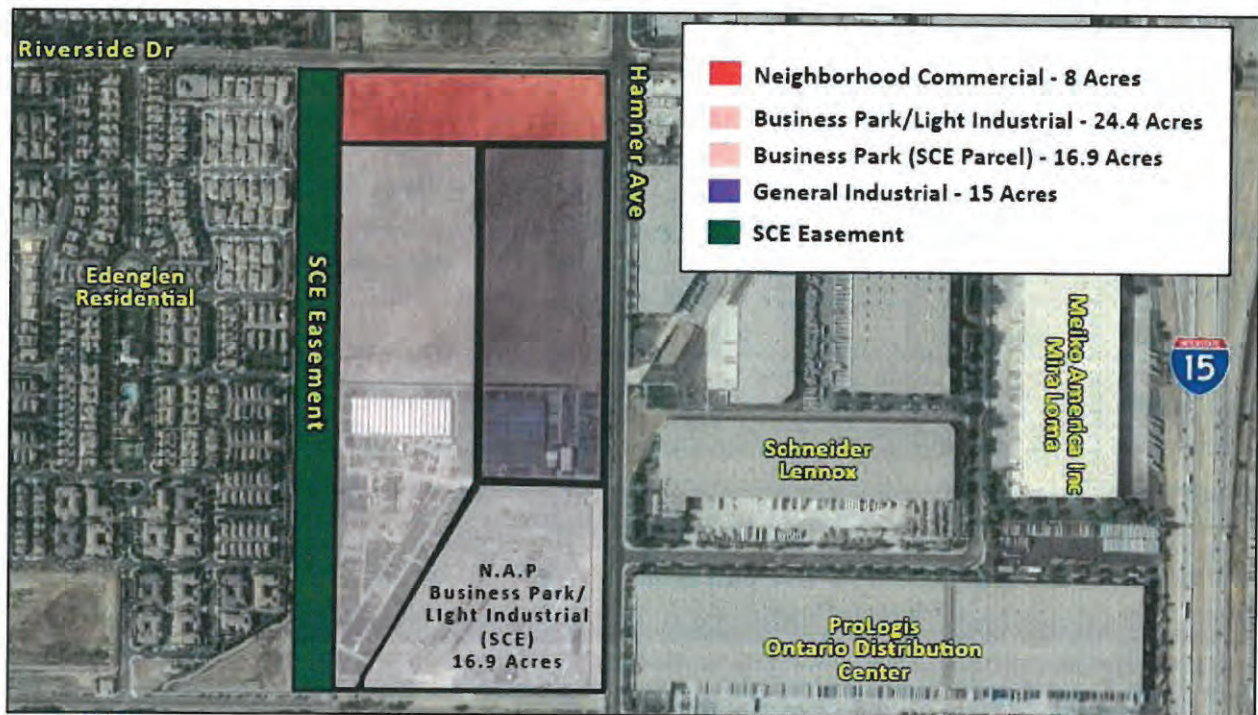 Riverside Dr
Hamner Ave
Neighborhood Commercial - 8 Acres
Business Park/Light Industrial - 24.4 Acres
Business Park (SCE Parcel) - 16.9 Acres
General Industrial - 15 Acres
SCE Easement
Edenglen
Residential
SCE Easement
INTERSTATE
15
Meiko America Inc
Mira Loma
Schneider
Lennox
N.A.P
Business Park/
Light Industrial
(SCE)
16.9 Acres
ProLogis
Ontario Distribution
Center